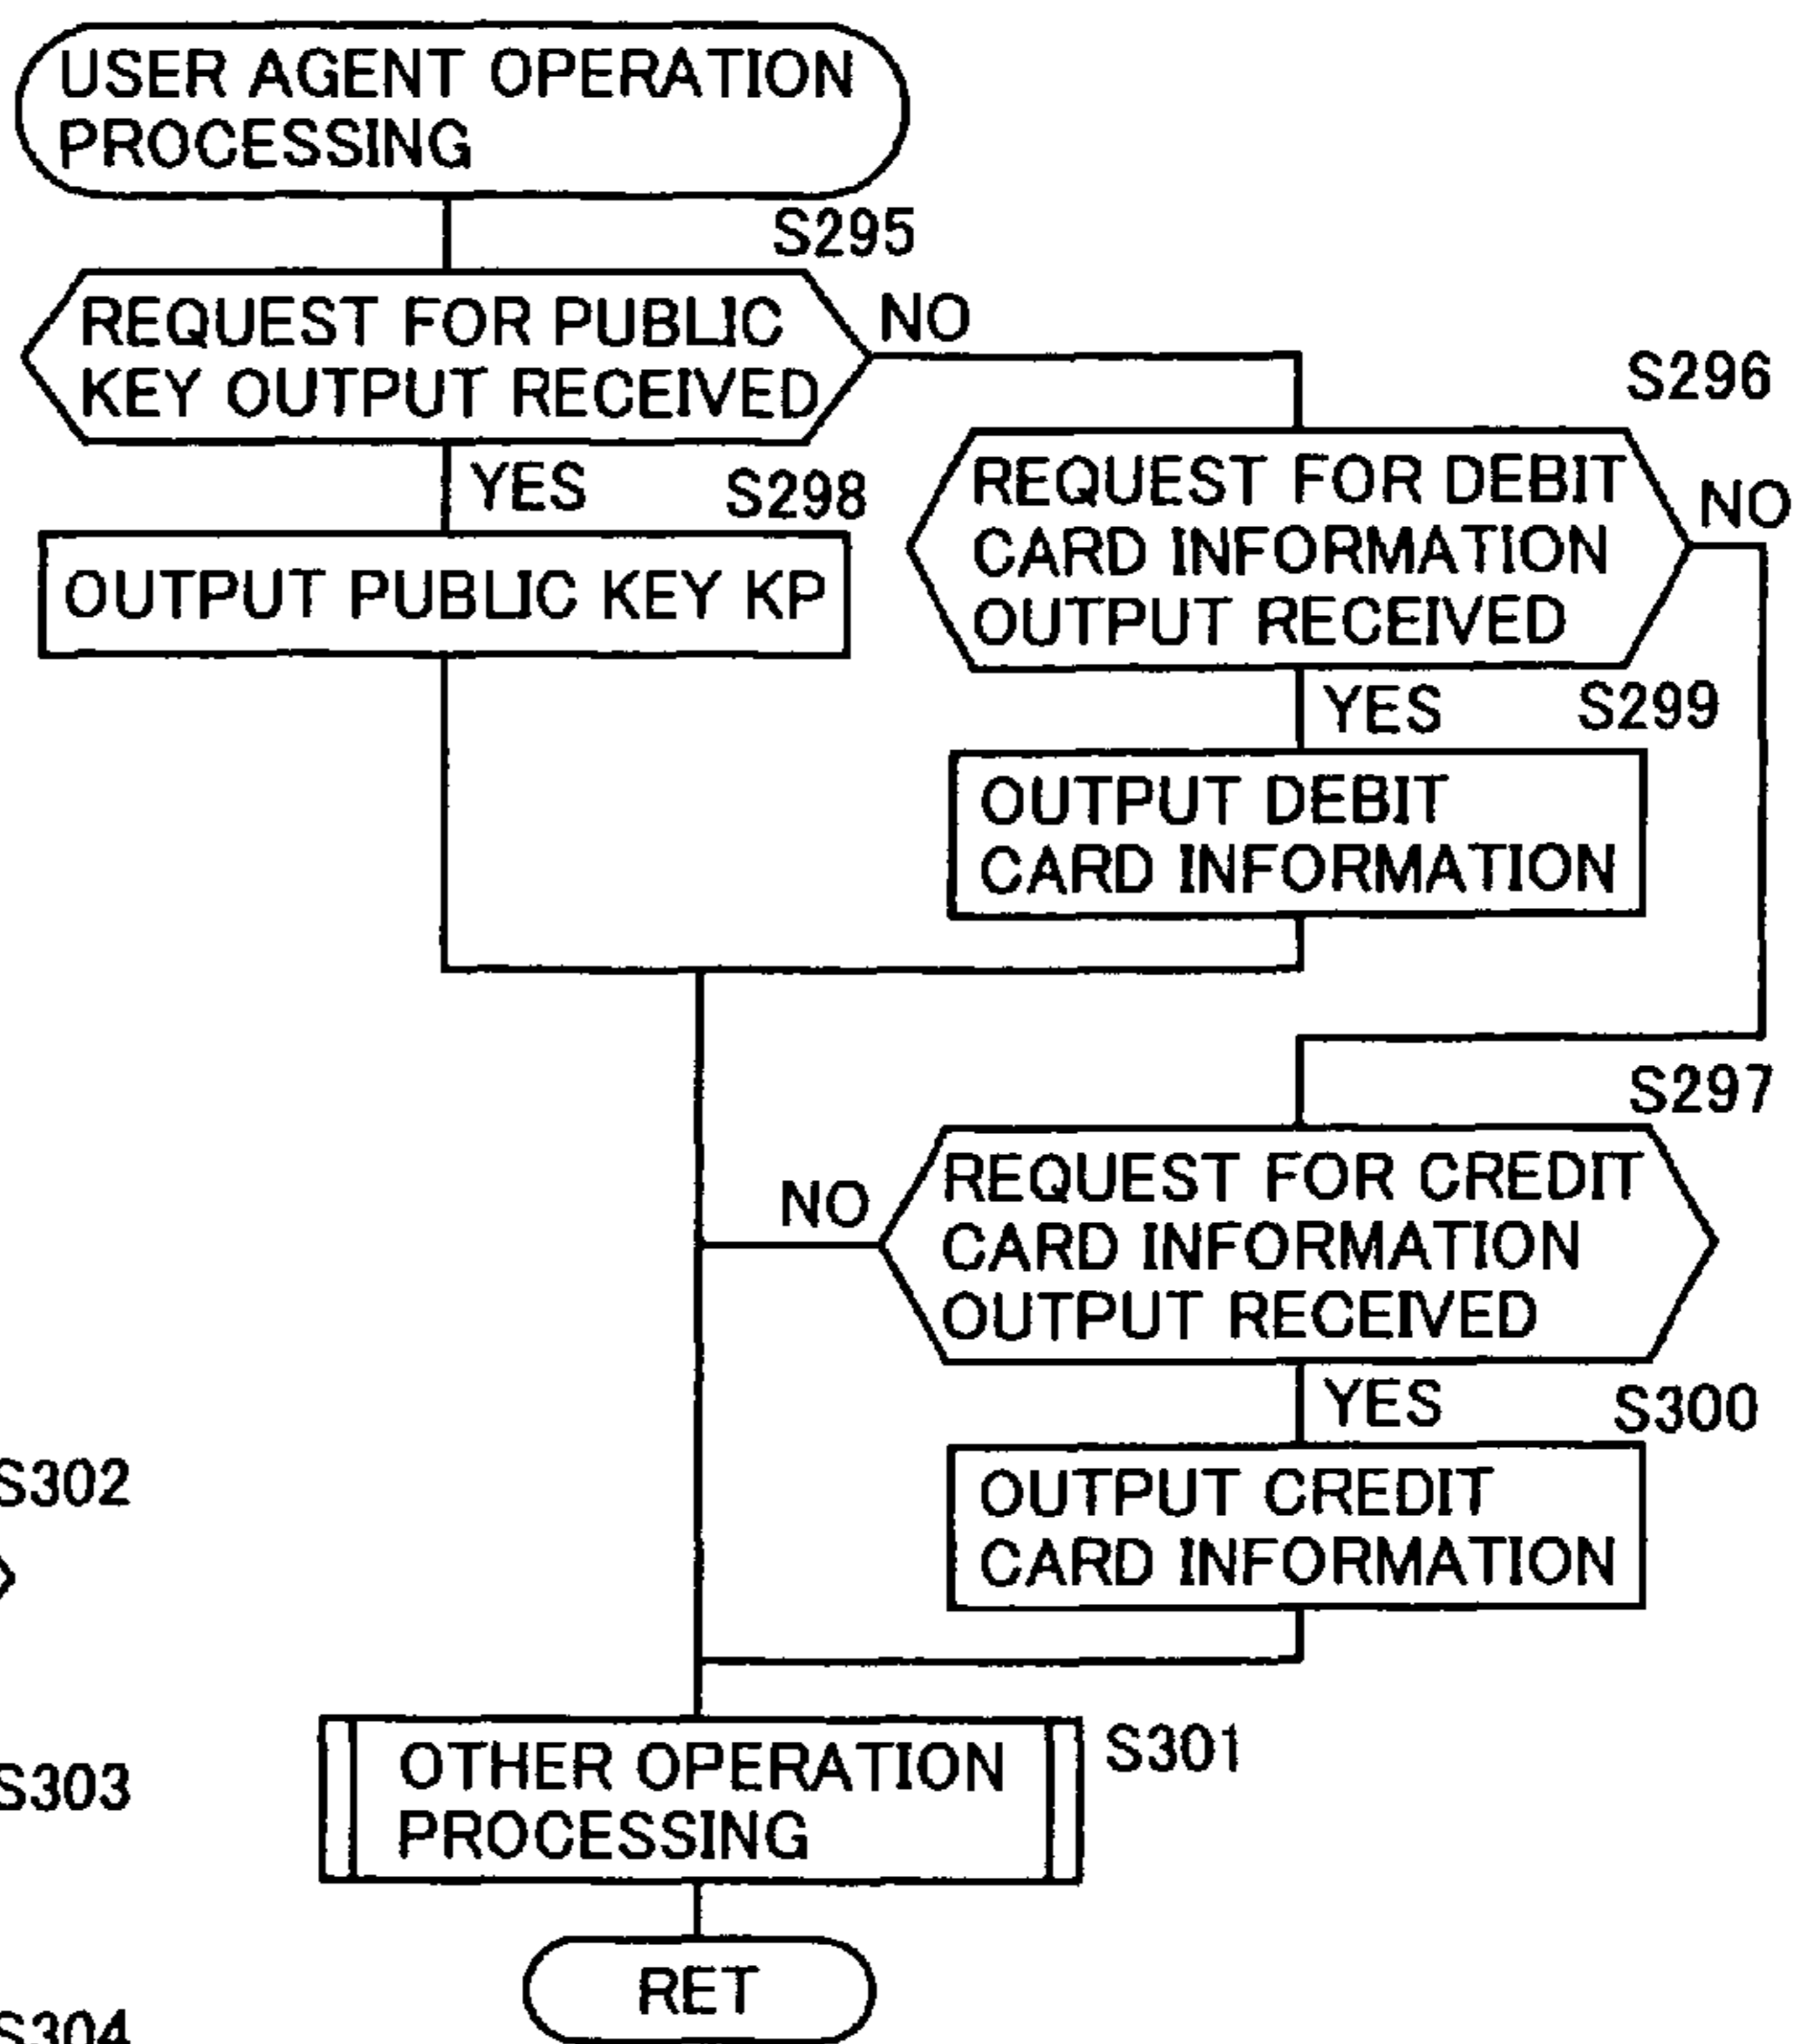 USER AGENT OPERATION
PROCESSING
S295
REQUEST FOR PUBLIC
KEY OUTPUT RECEIVED
NO
S296
YES
S298
OUTPUT PUBLIC KEY KP
REQUEST FOR DEBIT
CARD INFORMATION
OUTPUT RECEIVED
NO
YES
S299
OUTPUT DEBIT
CARD INFORMATION
S297
NO
REQUEST FOR CREDIT
CARD INFORMATION
OUTPUT RECEIVED
YES
S300
OUTPUT CREDIT
CARD INFORMATION
S302
S301
OTHER OPERATION
PROCESSING
S303
RET
S304